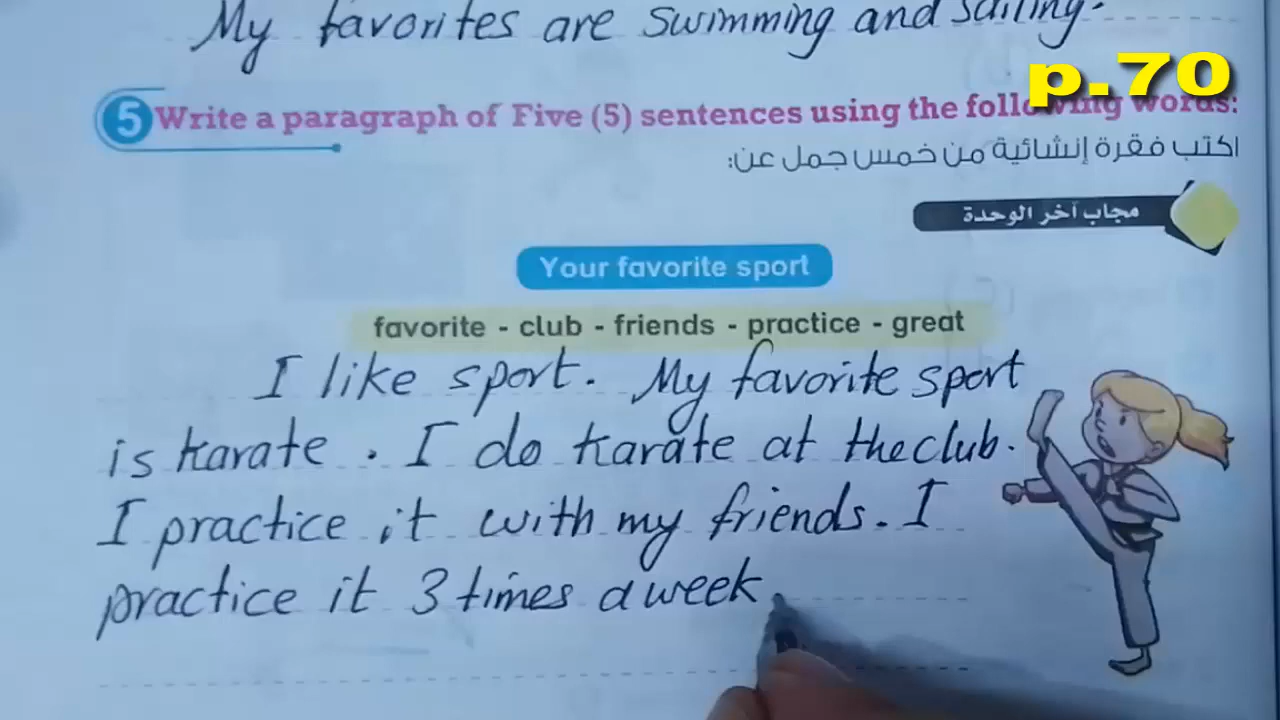 My favorites are swimming and sailing.
p.70
5 Write a paragraph of Five (5) sentences using the following words:
اكتب فقرة إنشائية من خمس جمل عن:
مجاب آخر الوحدة
Your favorite sport
favorite - club - friends - practice - great
I like sport. My favorite sport
is karate. I do karate at the club.
I practice it with my friends. I
practice it 3 times a week.